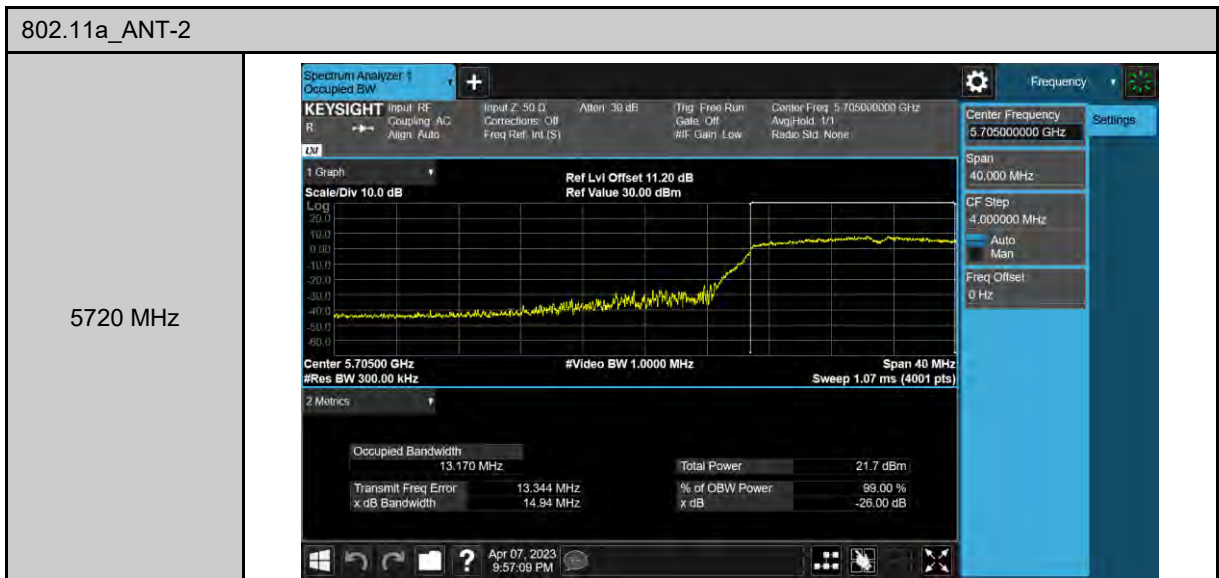 802.11a_ANT-2
5720 MHz
Spectrum Analyzer 1
Occupied BW
+
Frequency
KEYSIGHT Input: RF
R
Coupling: AC
Align: Auto
Input Z: 50 Ω
Corrections: Off
Freq Ref: Int (S)
Atten: 30 dB
Trig: Free Run
Gate: Off
#IF Gain: Low
Center Freq: 5.705000000 GHz
Avg|Hold: 1/1
Radio Std: None
LXI
Center Frequency
5.705000000 GHz
Settings
Span
40.000 MHz
CF Step
4.000000 MHz
Auto
Man
Freq Offset
0 Hz
1 Graph
Scale/Div 10.0 dB
Ref Lvl Offset 11.20 dB
Ref Value 30.00 dBm
Log
20.0
10.0
0.00
-10.0
-20.0
-30.0
-40.0
-50.0
-60.0
Center 5.70500 GHz
#Res BW 300.00 kHz
#Video BW 1.0000 MHz
Span 40 MHz
Sweep 1.07 ms (4001 pts)
2 Metrics
Occupied Bandwidth
13.170 MHz
Total Power 21.7 dBm
Transmit Freq Error 13.344 MHz
% of OBW Power 99.00 %
x dB Bandwidth 14.94 MHz
x dB -26.00 dB
?
Apr 07, 2023
9:57:09 PM